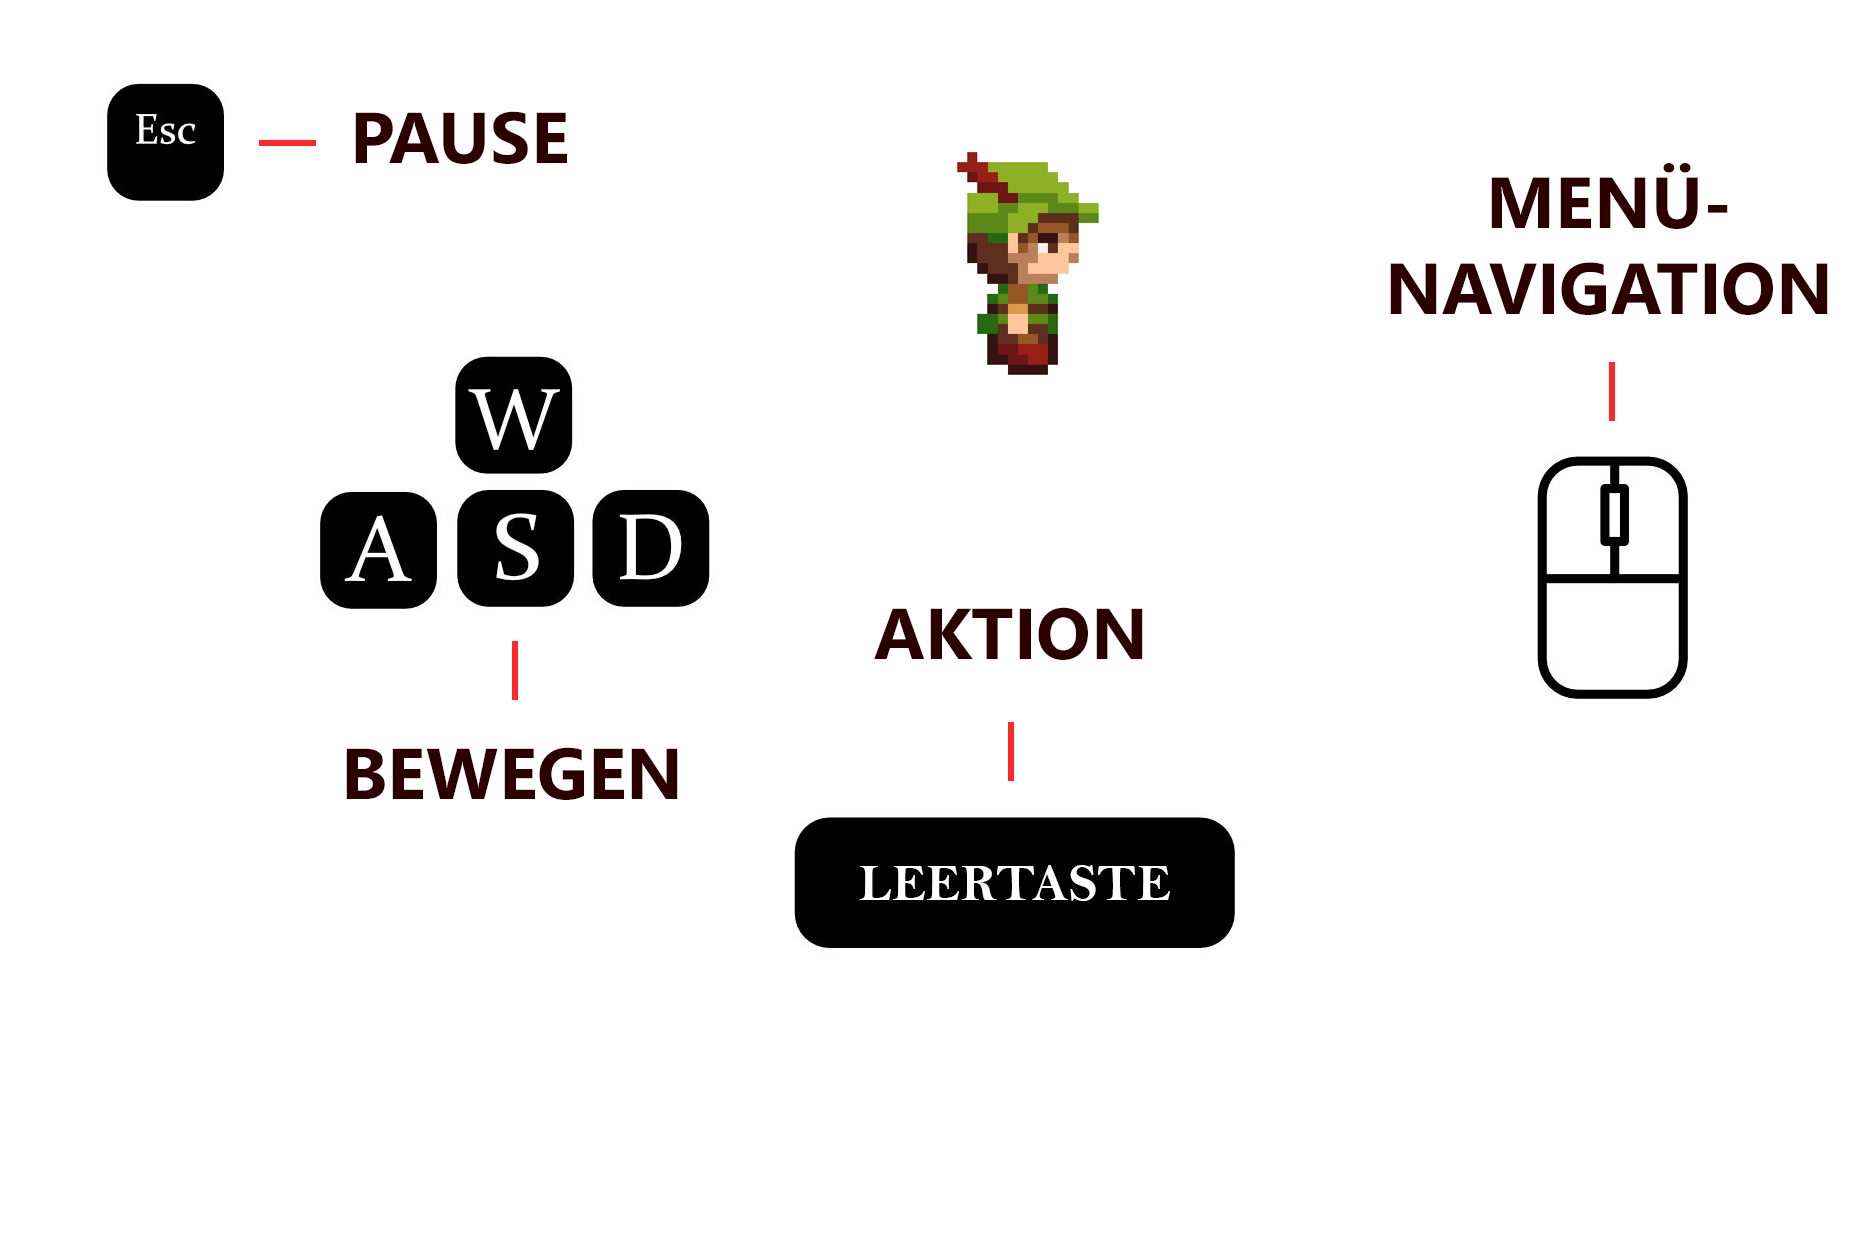 Esc
PAUSE
W
A S D
BEWEGEN
AKTION
LEERTASTE
MENÜ-
NAVIGATION